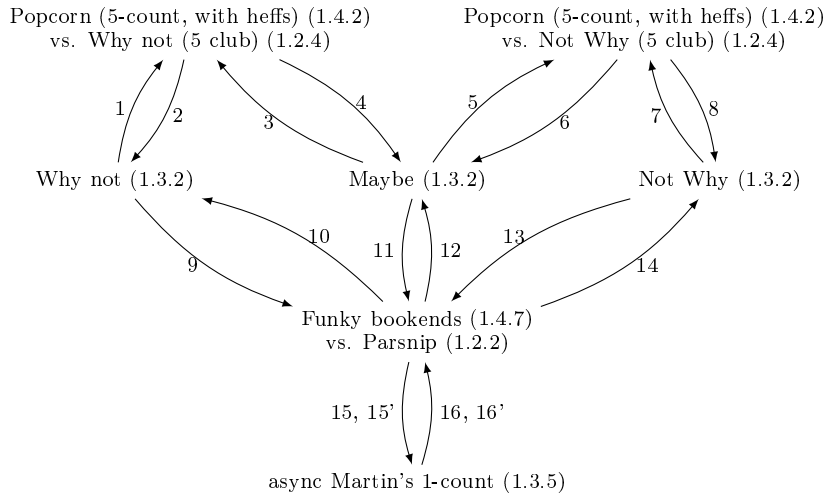 Popcorn (5-count, with heffs) (1.4.2)
vs. Why not (5 club) (1.2.4)
Popcorn (5-count, with heffs) (1.4.2)
vs. Not Why (5 club) (1.2.4)
1
2
3
4
5
6
7
8
Why not (1.3.2)
Maybe (1.3.2)
Not Why (1.3.2)
9
10
11
12
13
14
Funky bookends (1.4.7)
vs. Parsnip (1.2.2)
15, 15'
16, 16'
async Martin's 1-count (1.3.5)